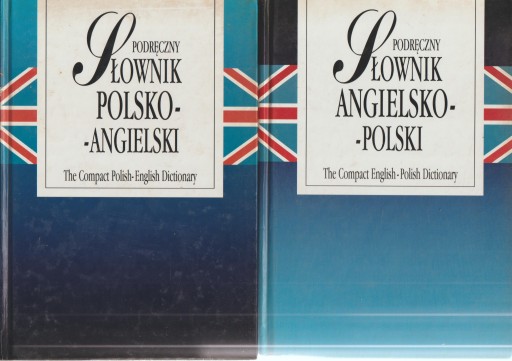 PODRĘCZNY
SŁOWNIK
POLSKO-
-ANGIELSKI
The Compact Polish-English Dictionary
PODRĘCZNY
SŁOWNIK
ANGIELSKO-
-POLSKI
The Compact English-Polish Dictionary